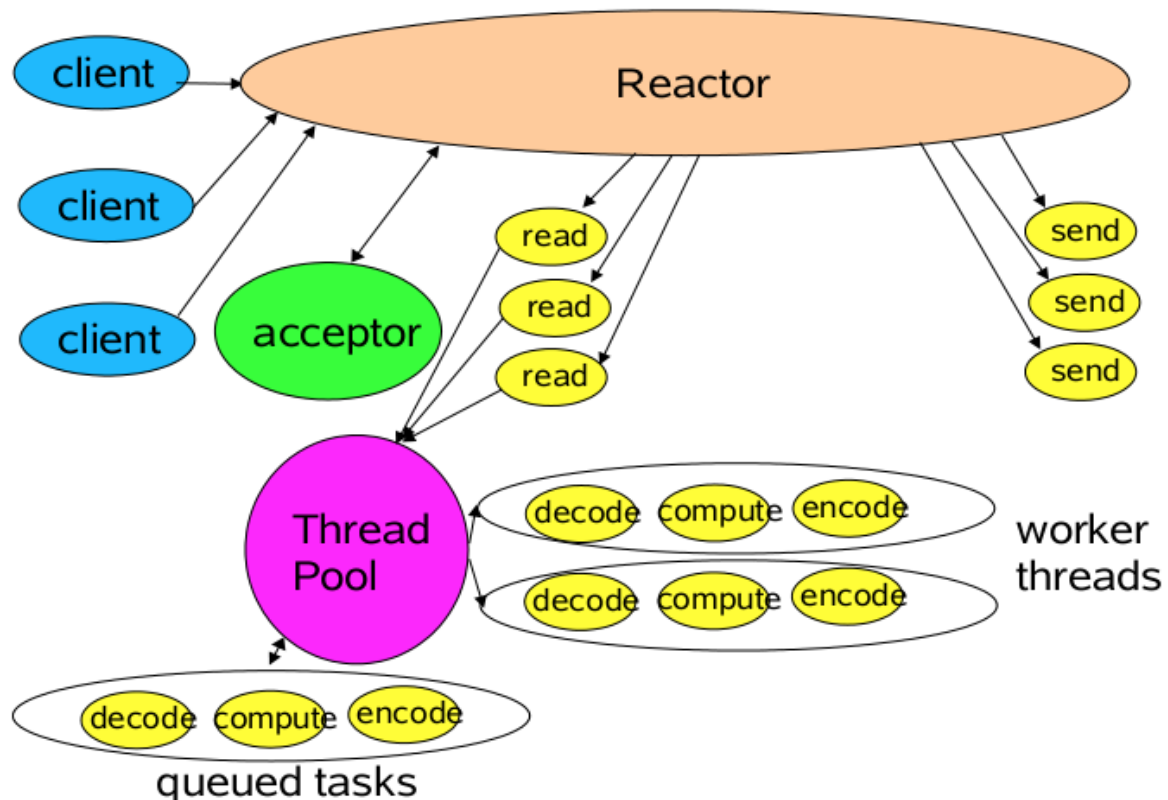 client
Reactor
client
client
acceptor
read
read
read
send
send
send
Thread
Pool
decode compute encode
decode compute encode
worker
threads
decode compute encode
queued tasks